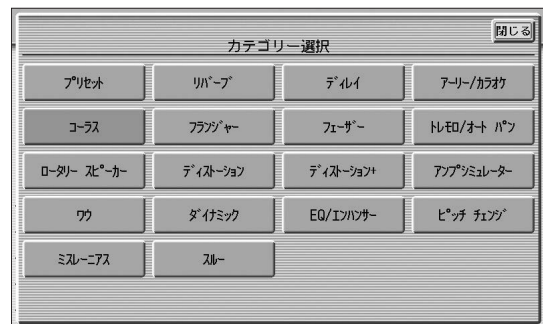 閉じる
カテゴリー選択
ﾌﾟﾘｾｯﾄ ﾘﾊﾞｰﾌﾞ ﾃﾞｨﾚｲ ｱｰﾘｰ/ｶﾗｵｹ
ｺｰﾗｽ ﾌﾗﾝｼﾞｬｰ ﾌｪｰｻﾞｰ ﾄﾚﾓﾛ/ｵｰﾄ ﾊﾟﾝ
ﾛｰﾀﾘｰ ｽﾋﾟｰｶｰ ﾃﾞｨｽﾄｰｼｮﾝ ﾃﾞｨｽﾄｰｼｮﾝ+ ｱﾝﾌﾟｼﾐｭﾚｰﾀｰ
ﾜｳ ﾀﾞｲﾅﾐｯｸ EQ/ｴﾝﾊﾝｻｰ ﾋﾟｯﾁ ﾁｪﾝｼﾞ
ﾐｽﾚｰﾆｱｽ ｽﾙｰ